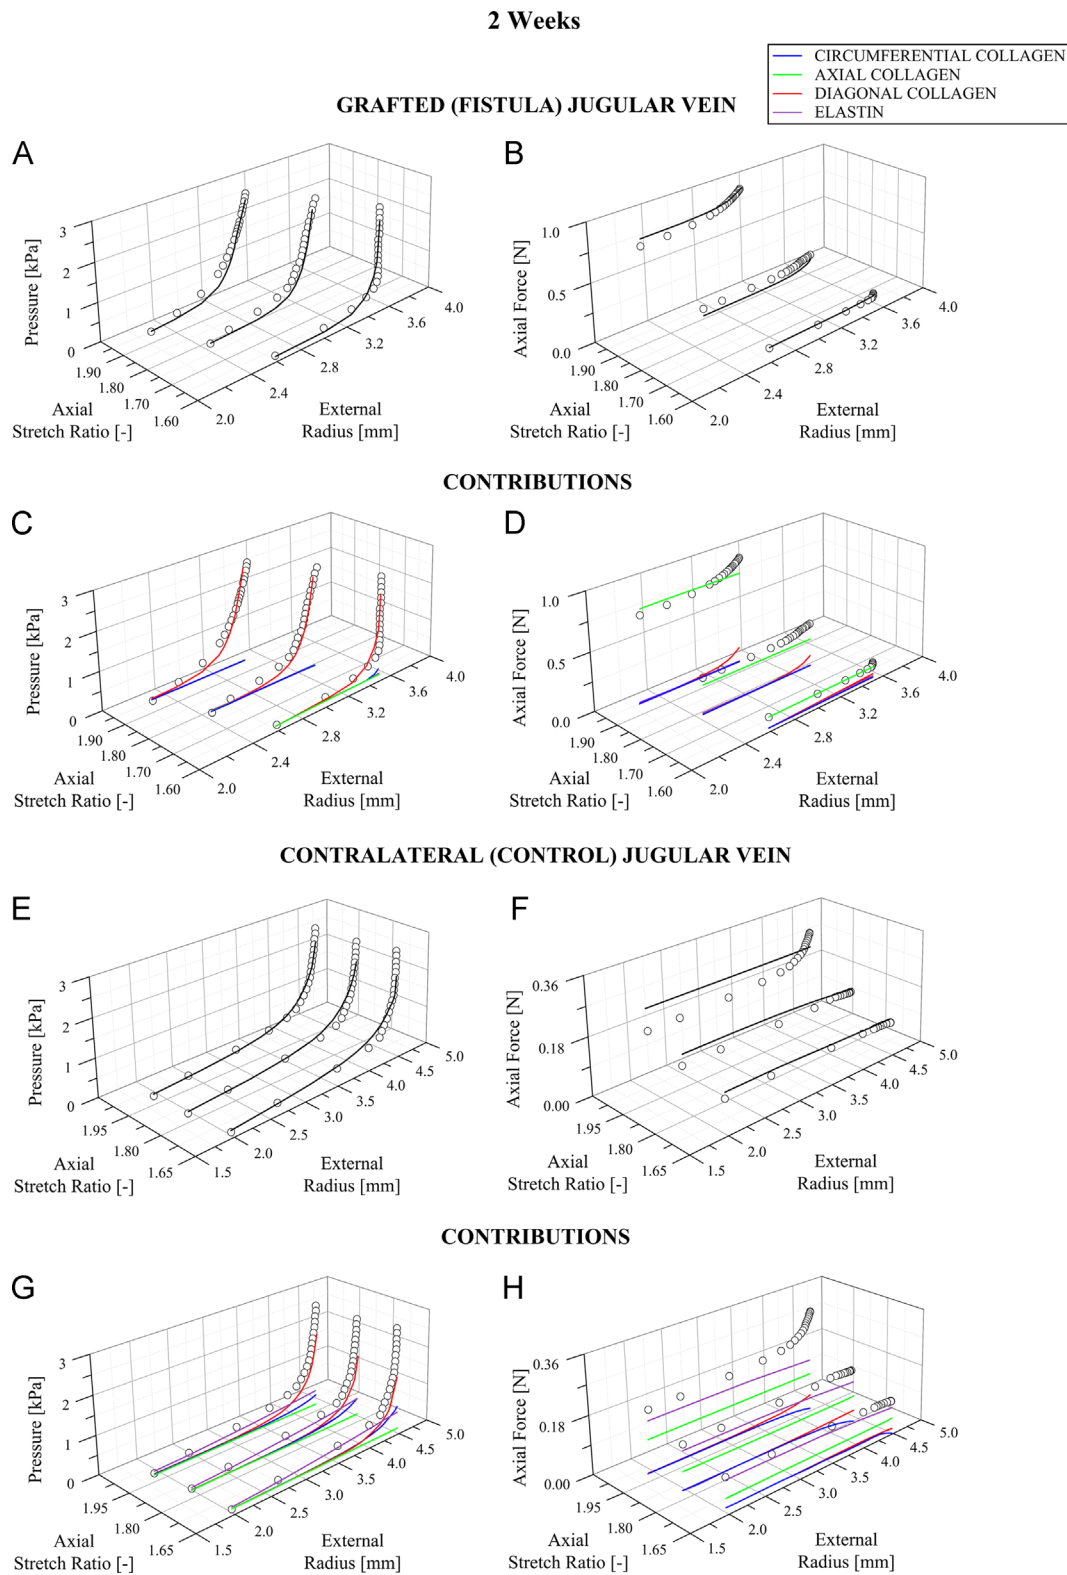 2 Weeks
CIRCUMFERENTIAL COLLAGEN
AXIAL COLLAGEN
DIAGONAL COLLAGEN
ELASTIN
GRAFTED (FISTULA) JUGULAR VEIN
A
B
3
2
1
0
Pressure [kPa]
1.90
1.80
1.70
1.60
Axial
Stretch Ratio [-]
2.0
2.4
2.8
3.2
3.6
4.0
External
Radius [mm]
1.0
0.5
0.0
Axial Force [N]
1.90
1.80
1.70
1.60
Axial
Stretch Ratio [-]
2.0
2.4
2.8
3.2
3.6
4.0
External
Radius [mm]
CONTRIBUTIONS
C
D
3
2
1
0
Pressure [kPa]
1.90
1.80
1.70
1.60
Axial
Stretch Ratio [-]
2.0
2.4
2.8
3.2
3.6
4.0
External
Radius [mm]
1.0
0.5
0.0
Axial Force [N]
1.90
1.80
1.70
1.60
Axial
Stretch Ratio [-]
2.0
2.4
2.8
3.2
3.6
4.0
External
Radius [mm]
CONTRALATERAL (CONTROL) JUGULAR VEIN
E
F
3
2
1
0
Pressure [kPa]
1.95
1.80
1.65
Axial
Stretch Ratio [-]
1.5
2.0
2.5
3.0
3.5
4.0
4.5
5.0
External
Radius [mm]
0.36
0.18
0.00
Axial Force [N]
1.95
1.80
1.65
Axial
Stretch Ratio [-]
1.5
2.0
2.5
3.0
3.5
4.0
4.5
5.0
External
Radius [mm]
CONTRIBUTIONS
G
H
3
2
1
0
Pressure [kPa]
1.95
1.80
1.65
Axial
Stretch Ratio [-]
1.5
2.0
2.5
3.0
3.5
4.0
4.5
5.0
External
Radius [mm]
0.36
0.18
0.00
Axial Force [N]
1.95
1.80
1.65
Axial
Stretch Ratio [-]
1.5
2.0
2.5
3.0
3.5
4.0
4.5
5.0
External
Radius [mm]